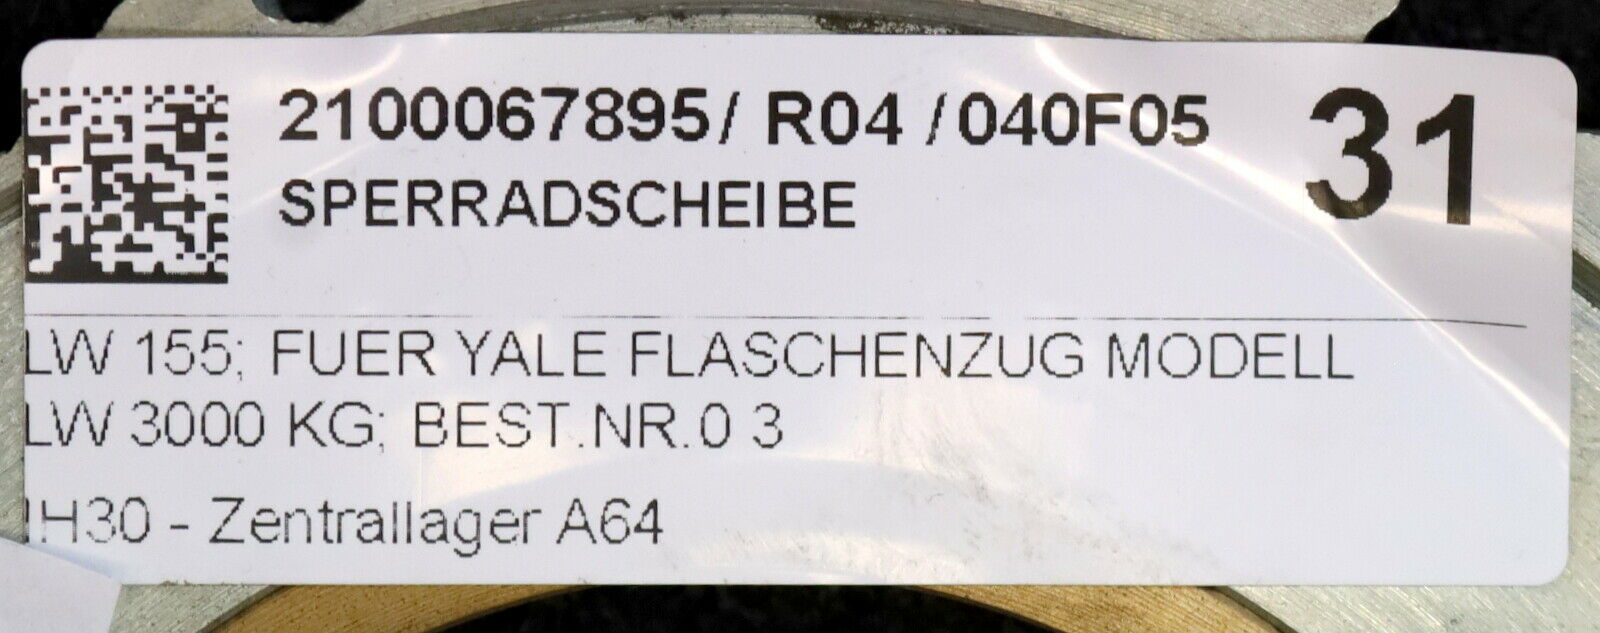 2100067895/ R04 /040F05
31
SPERRADSCHEIBE
LW 155; FUER YALE FLASCHENZUG MODELL
LW 3000 KG; BEST.NR.0 3
IH30 - Zentrallager A64